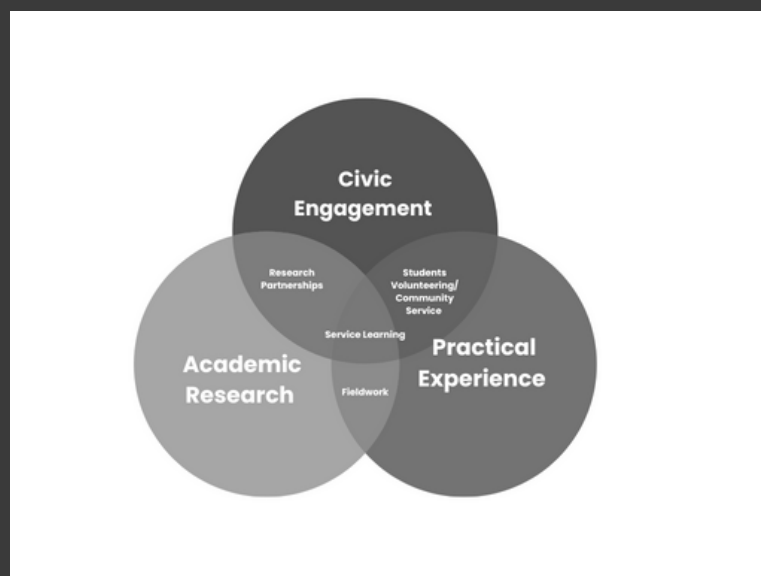 Civic
Engagement
Research
Partnerships
Students
Volunteering/
Community
Service
Service Learning
Practical
Experience
Academic
Research
Fieldwork